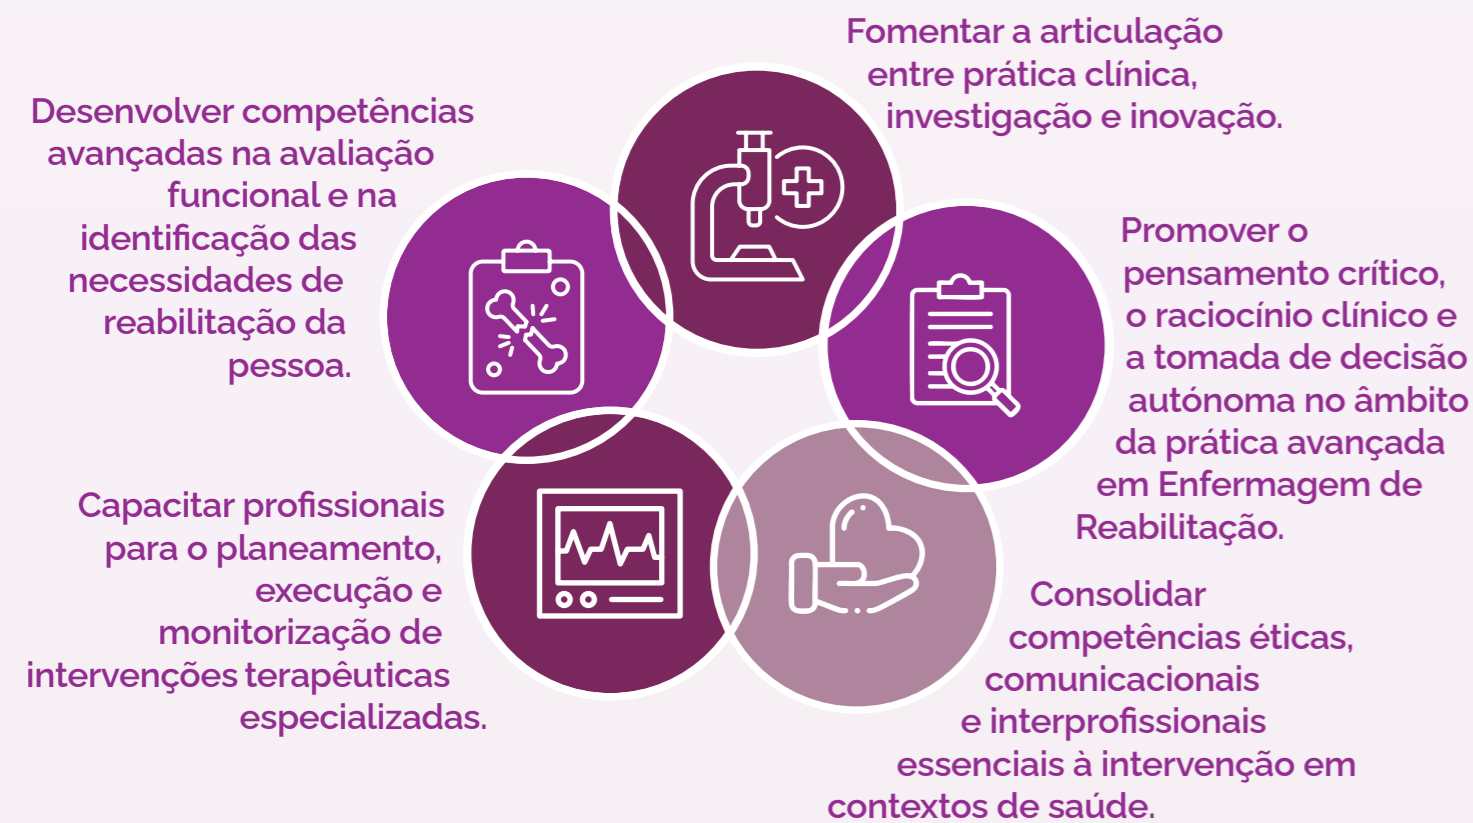 Fomentar a articulação
entre prática clínica,
investigação e inovação.
Desenvolver competências
avançadas na avaliação
funcional e na
identificação das
necessidades de
reabilitação da
pessoa.
Promover o
pensamento crítico,
o raciocínio clínico e
a tomada de decisão
autónoma no âmbito
da prática avançada
em Enfermagem de
Reabilitação.
Capacitar profissionais
para o planeamento,
execução e
monitorização de
intervenções terapêuticas
especializadas.
Consolidar
competências éticas,
comunicacionais
e interprofissionais
essenciais à intervenção em
contextos de saúde.